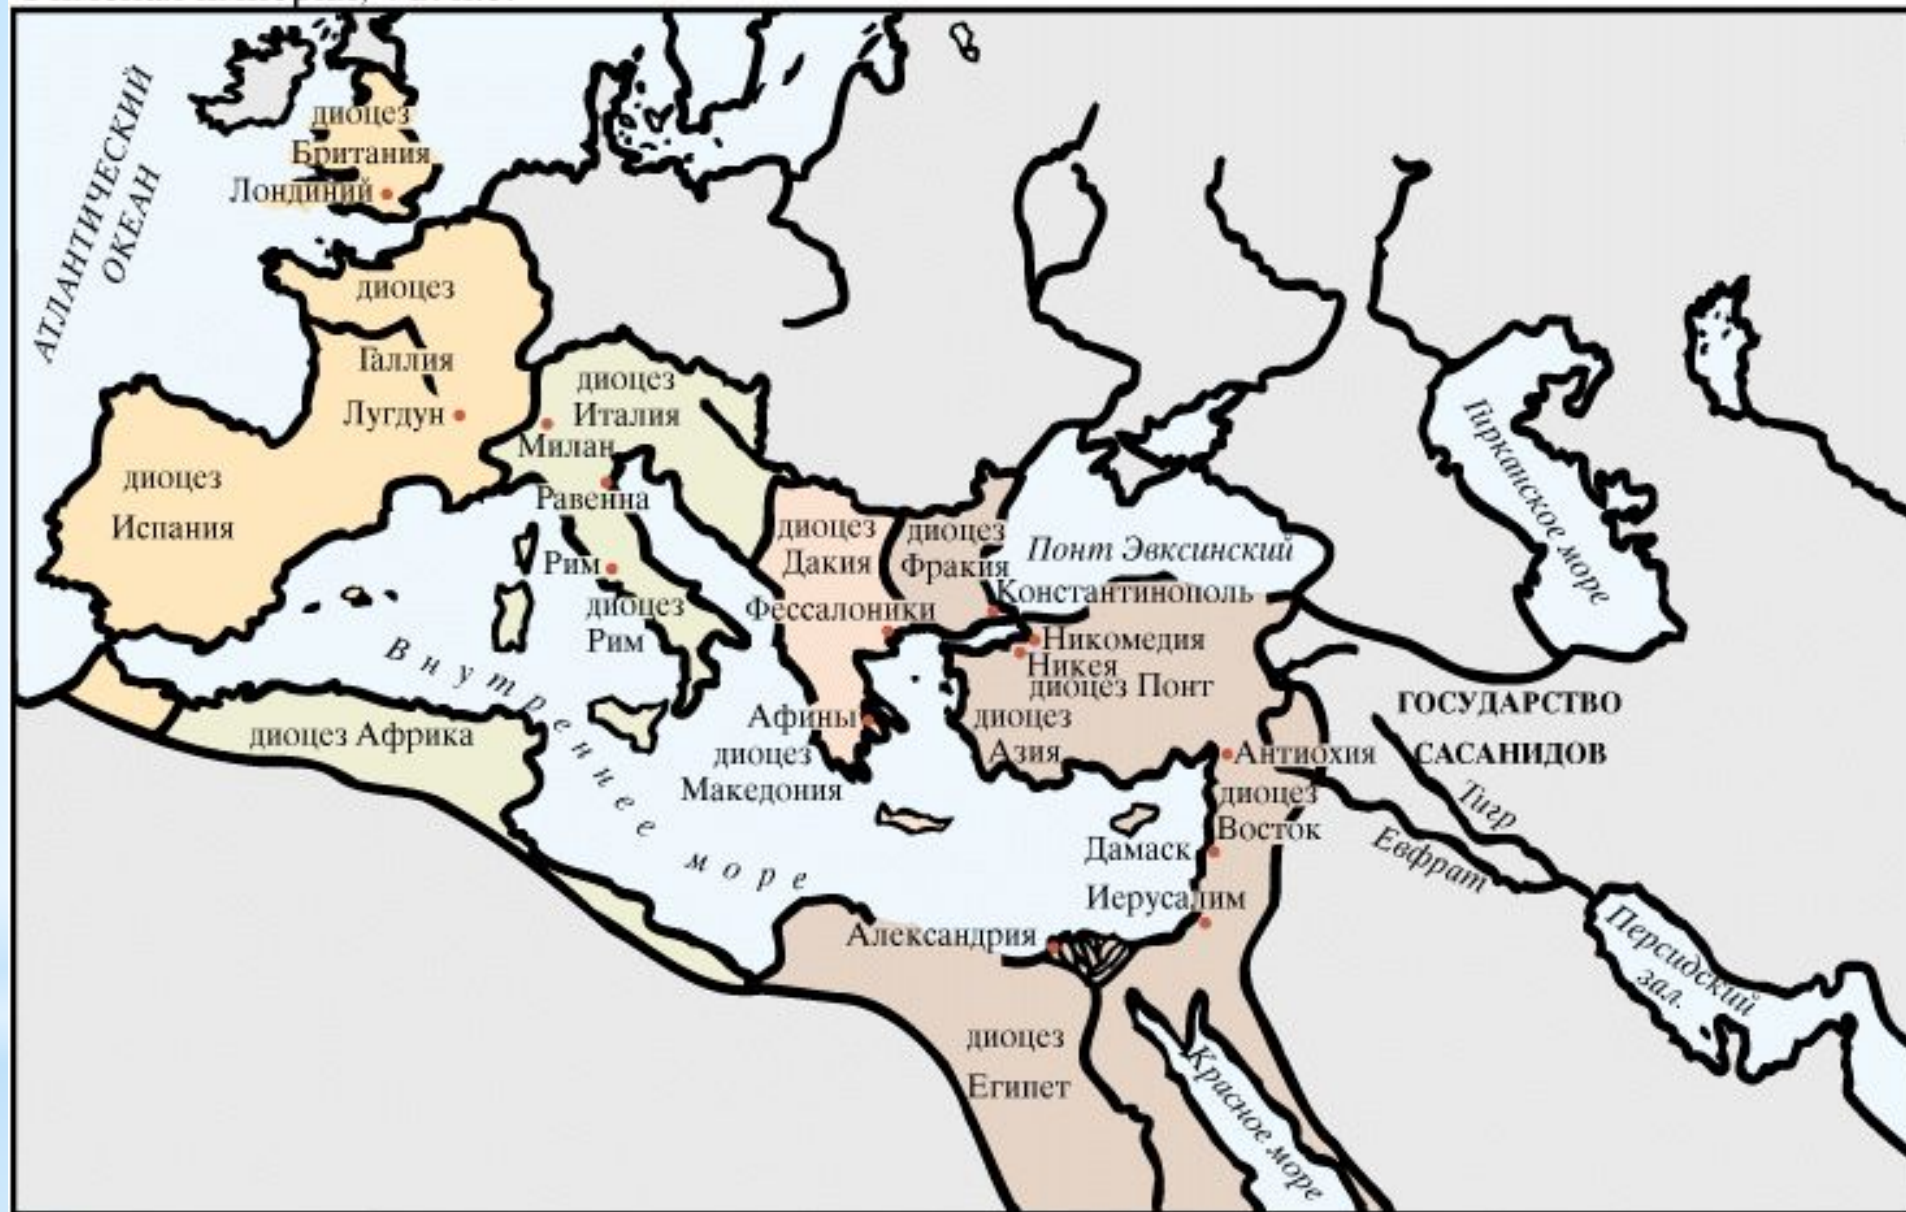 АТЛАНТИЧЕСКИЙ
ОКЕАН
диоцез
Британия
Лондиний
диоцез
Галлия
Лугдун
диоцез
Испания
диоцез
Италия
Милан
Равенна
Рим
диоцез
Рим
диоцез
Дакия
диоцез
Фракия
Понт Эвксинский
Константинополь
Фессалоники
Никомедия
Никея
диоцез Понт
диоцез
Азия
Афины
диоцез
Македония
Внутреннее
море
диоцез Африка
Гирканское море
ГОСУДАРСТВО
САСАНИДОВ
Антиохия
диоцез
Восток
Тигр
Евфрат
Дамаск
Иерусалим
Александрия
диоцез
Египет
Красное море
Персидский
зал.